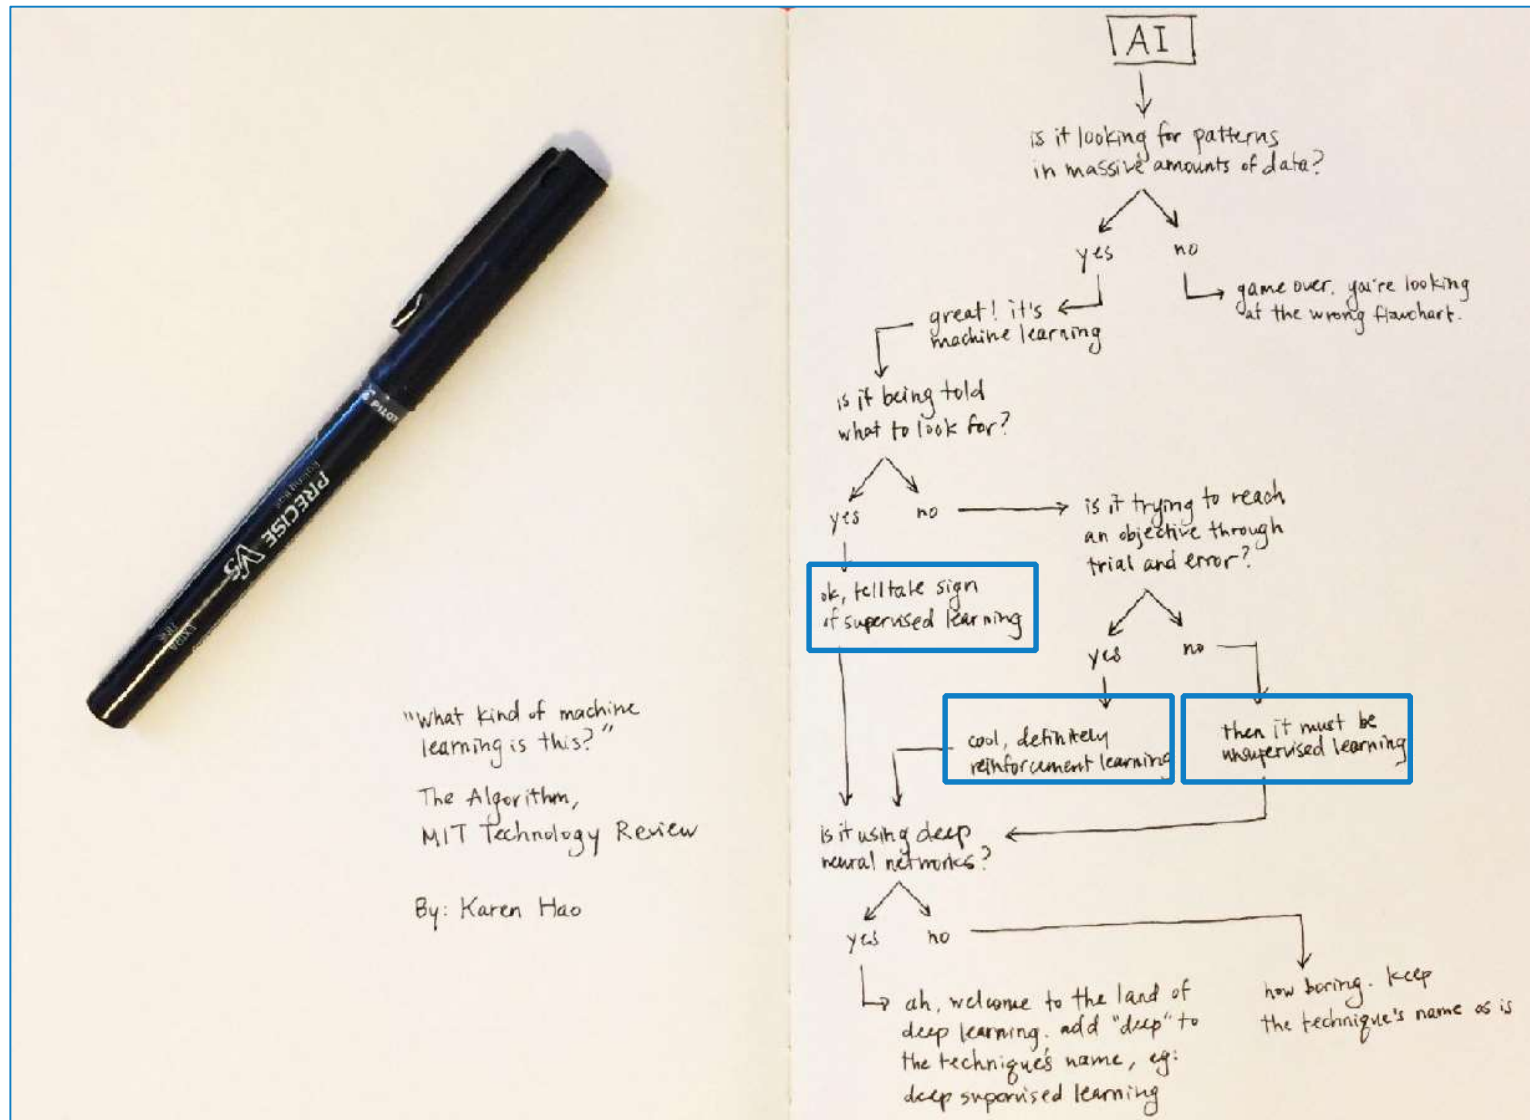 PILOT
PRECISE V5
Rolling Ball
EXTRA
FINE
"What kind of machine
learning is this?"
The Algorithm,
MIT Technology Review
By: Karen Hao
AI
is it looking for patterns
in massive amounts of data?
yes
no
great! it's
machine learning
game over. you're looking
at the wrong flowchart.
is it being told
what to look for?
yes
no
is it trying to reach
an objective through
trial and error?
ok, telltale sign
of supervised learning
yes
no
cool, definitely
reinforcement learning
then it must be
unsupervised learning
is it using deep
neural networks?
yes
no
ah, welcome to the land of
deep learning. add "deep" to
the technique's name, eg:
deep supervised learning
how boring. keep
the technique's name as is